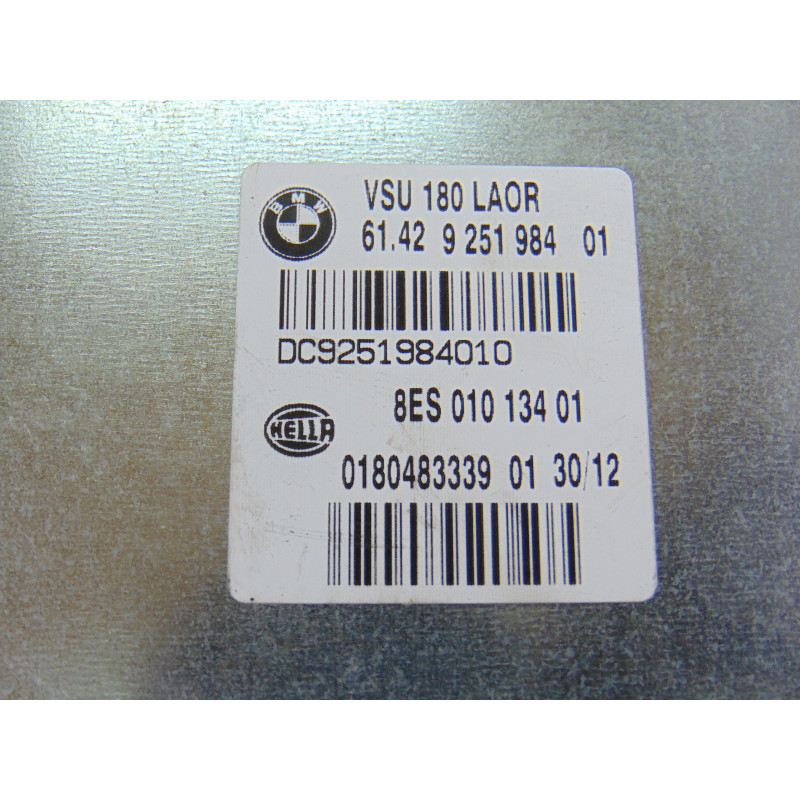 BMW
VSU 180 LAOR
61.42 9 251 984 01
DC9251984010
8ES 010 134 01
HELLA
0180483339 01 30/12